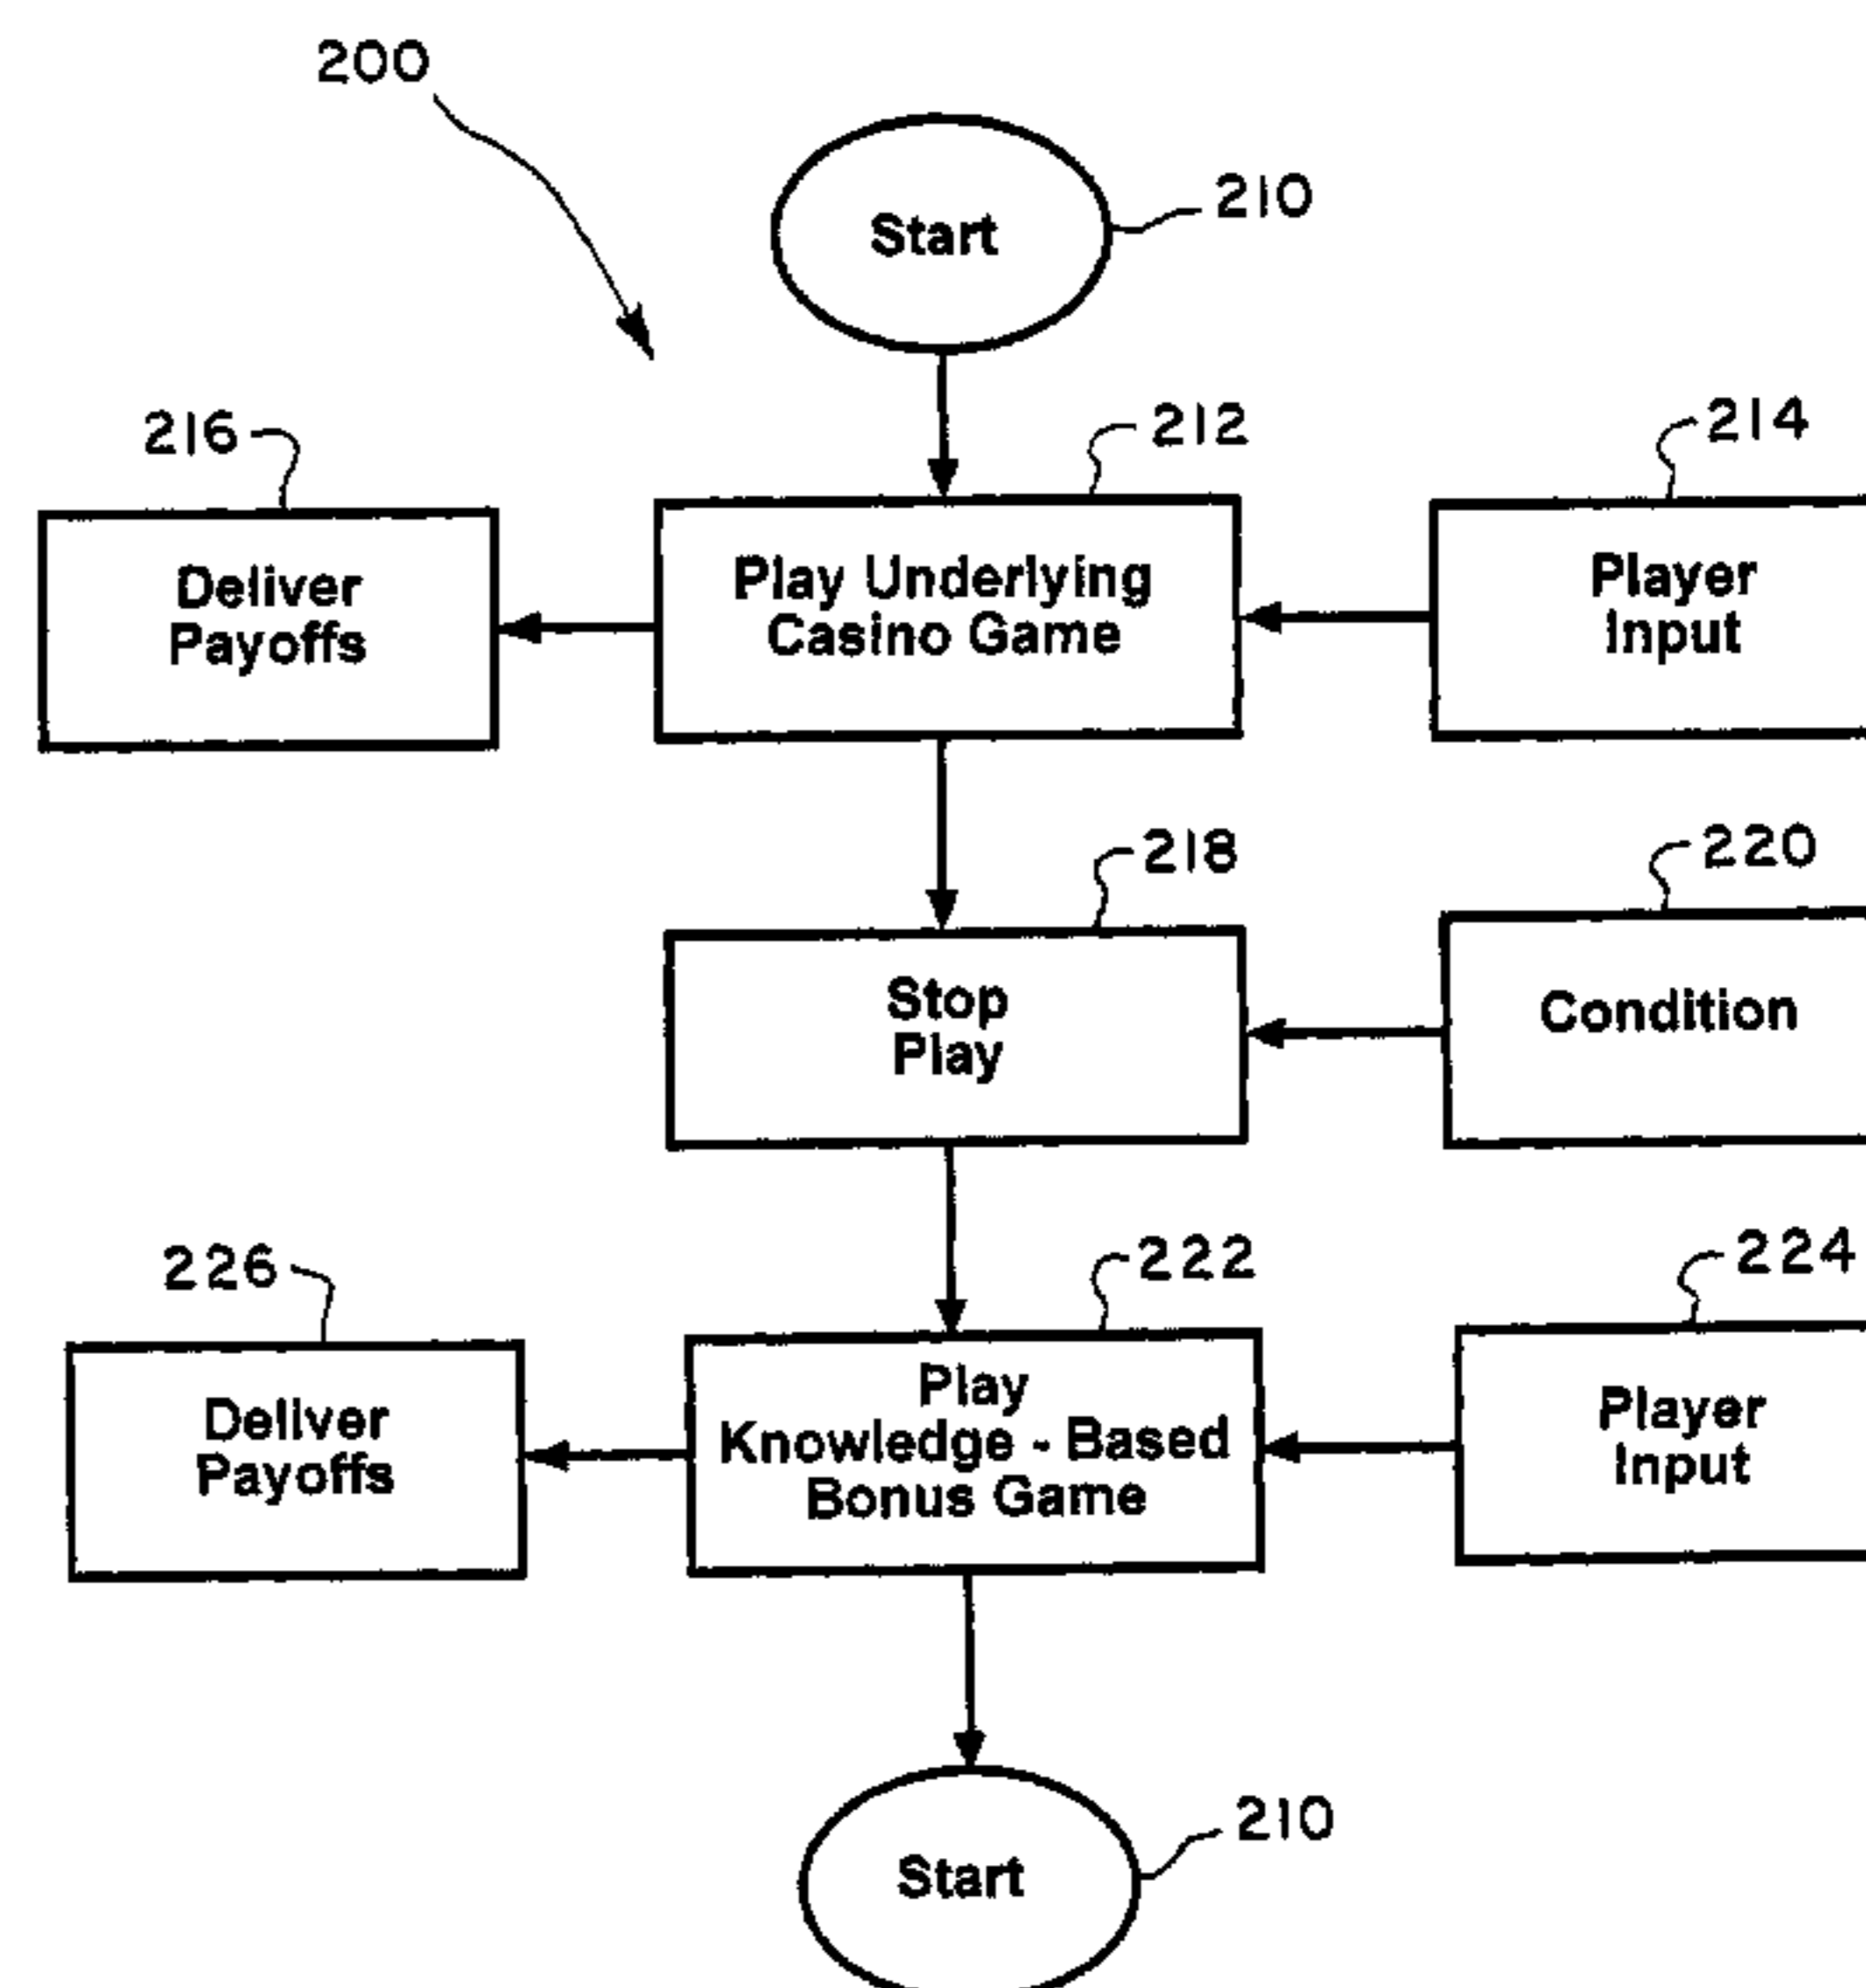 200
Start
210
216
212
214
Deliver
Payoffs
Play Underlying
Casino Game
Player
Input
218
220
Stop
Play
Condition
226
222
224
Deliver
Payoffs
Play
Knowledge - Based
Bonus Game
Player
Input
Start
210